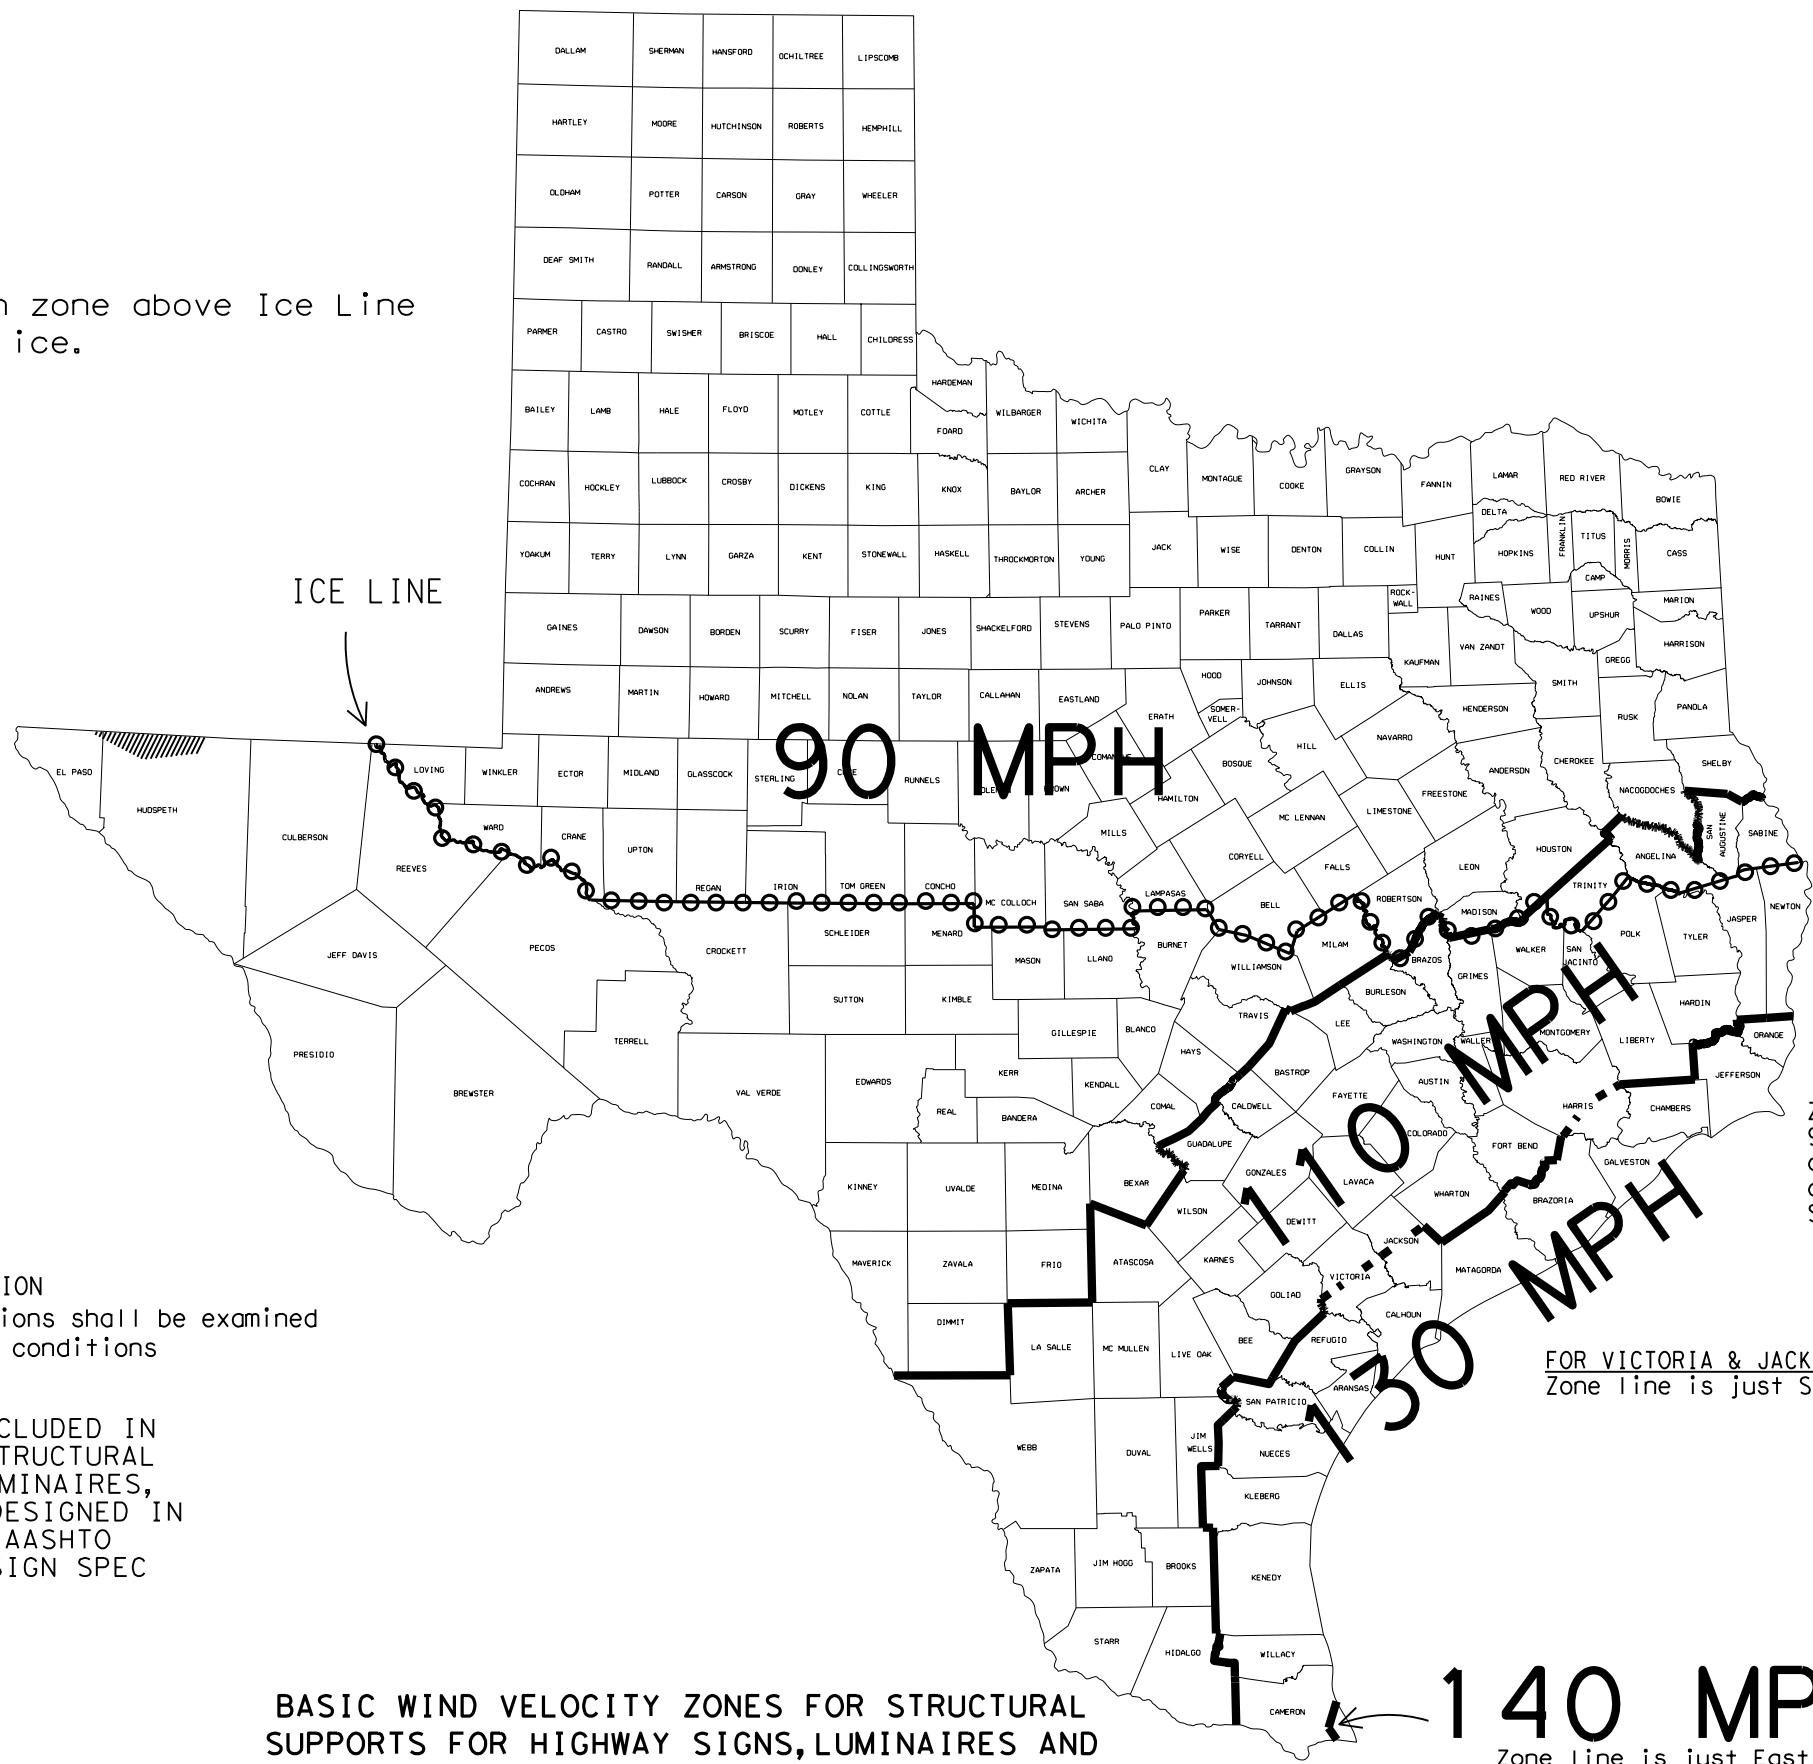 DALLAM SHERMAN HANSFORD OCHILTREE LIPSCOMB
HARTLEY MOORE HUTCHINSON ROBERTS HEMPHILL
OLDHAM POTTER CARSON GRAY WHEELER
DEAF SMITH RANDALL ARMSTRONG DONLEY COLLINGSWORTH
zone above Ice Line
ice.
PARMER CASTRO SWISHER BRISCOE HALL CHILDRESS
HARDEMAN
BAILEY LAMB HALE FLOYD MOTLEY COTTLE FOARD WILBARGER WICHITA
COCHRAN HOCKLEY LUBBOCK CROSBY DICKENS KING KNOX BAYLOR ARCHER CLAY MONTAGUE COOKE GRAYSON FANNIN LAMAR RED RIVER BOWIE
DELTA
YOAKUM TERRY LYNN GARZA KENT STONEWALL HASKELL THROCKMORTON YOUNG JACK WISE DENTON COLLIN HUNT HOPKINS FRANKLIN TITUS MORRIS CASS
CAMP
ICE LINE
ROCK-
WALL
RAINES WOOD UPSHUR MARION
GAINES DAWSON BORDEN SCURRY FISER JONES SHACKELFORD STEVENS PALO PINTO PARKER TARRANT DALLAS KAUFMAN VAN ZANDT GREGG HARRISON
ANDREWS MARTIN HOWARD MITCHELL NOLAN TAYLOR CALLAHAN EASTLAND ERATH HOOD JOHNSON ELLIS HENDERSON SMITH RUSK PANOLA
SOMER-
VELL
90 MPH
EL PASO HUDSPETH CULBERSON LOVING WINKLER ECTOR MIDLAND GLASSCOCK STERLING RUNNELS HAMILTON BOSQUE HILL NAVARRO ANDERSON CHEROKEE SHELBY
NACOGDOCHES
REEVES WARD CRANE UPTON MILLS CORYELL MC LENNAN LIMESTONE FREESTONE HOUSTON ANGELINA SAN
AUGUSTINE
SABINE
REGAN IRION TOM GREEN CONCHO MC COLLOCH SAN SABA LAMPASAS BELL FALLS ROBERTSON LEON MADISON TRINITY
JEFF DAVIS PECOS CROCKETT SCHLEIDER MENARD MASON LLANO BURNET WILLIAMSON MILAM BRAZOS GRIMES WALKER SAN
JACINTO
POLK TYLER JASPER NEWTON
SUTTON KIMBLE GILLESPIE BLANCO TRAVIS LEE BURLESON WASHINGTON WALLER MONTGOMERY LIBERTY HARDIN ORANGE
110 MPH
PRESIDIO BREWSTER TERRELL VAL VERDE EDWARDS KERR KENDALL HAYS BASTROP FAYETTE AUSTIN HARRIS CHAMBERS JEFFERSON
REAL BANDERA COMAL CALDWELL GUADALUPE COLORADO FORT BEND GALVESTON
KINNEY UVALDE MEDINA BEXAR WILSON GONZALES LAVACA WHARTON BRAZORIA
DEWITT JACKSON
MAVERICK ZAVALA FRIO ATASCOSA KARNES GOLIAD VICTORIA MATAGORDA
130 MPH
ION
ions shall be examined
conditions
DIMMIT LA SALLE MC MULLEN LIVE OAK BEE REFUGIO CALHOUN
ARANSAS
SAN PATRICIO
FOR VICTORIA & JACK
Zone line is just S
CLUDED IN
TRUCTURAL
MINAIRES,
DESIGNED IN
AASHTO
SIGN SPEC
WEBB DUVAL JIM
WELLS
NUECES
KLEBERG
ZAPATA JIM HOGG BROOKS KENEDY
STARR HIDALGO WILLACY
CAMERON
140 MP
Zone line is just East
BASIC WIND VELOCITY ZONES FOR STRUCTURAL
SUPPORTS FOR HIGHWAY SIGNS, LUMINAIRES AND